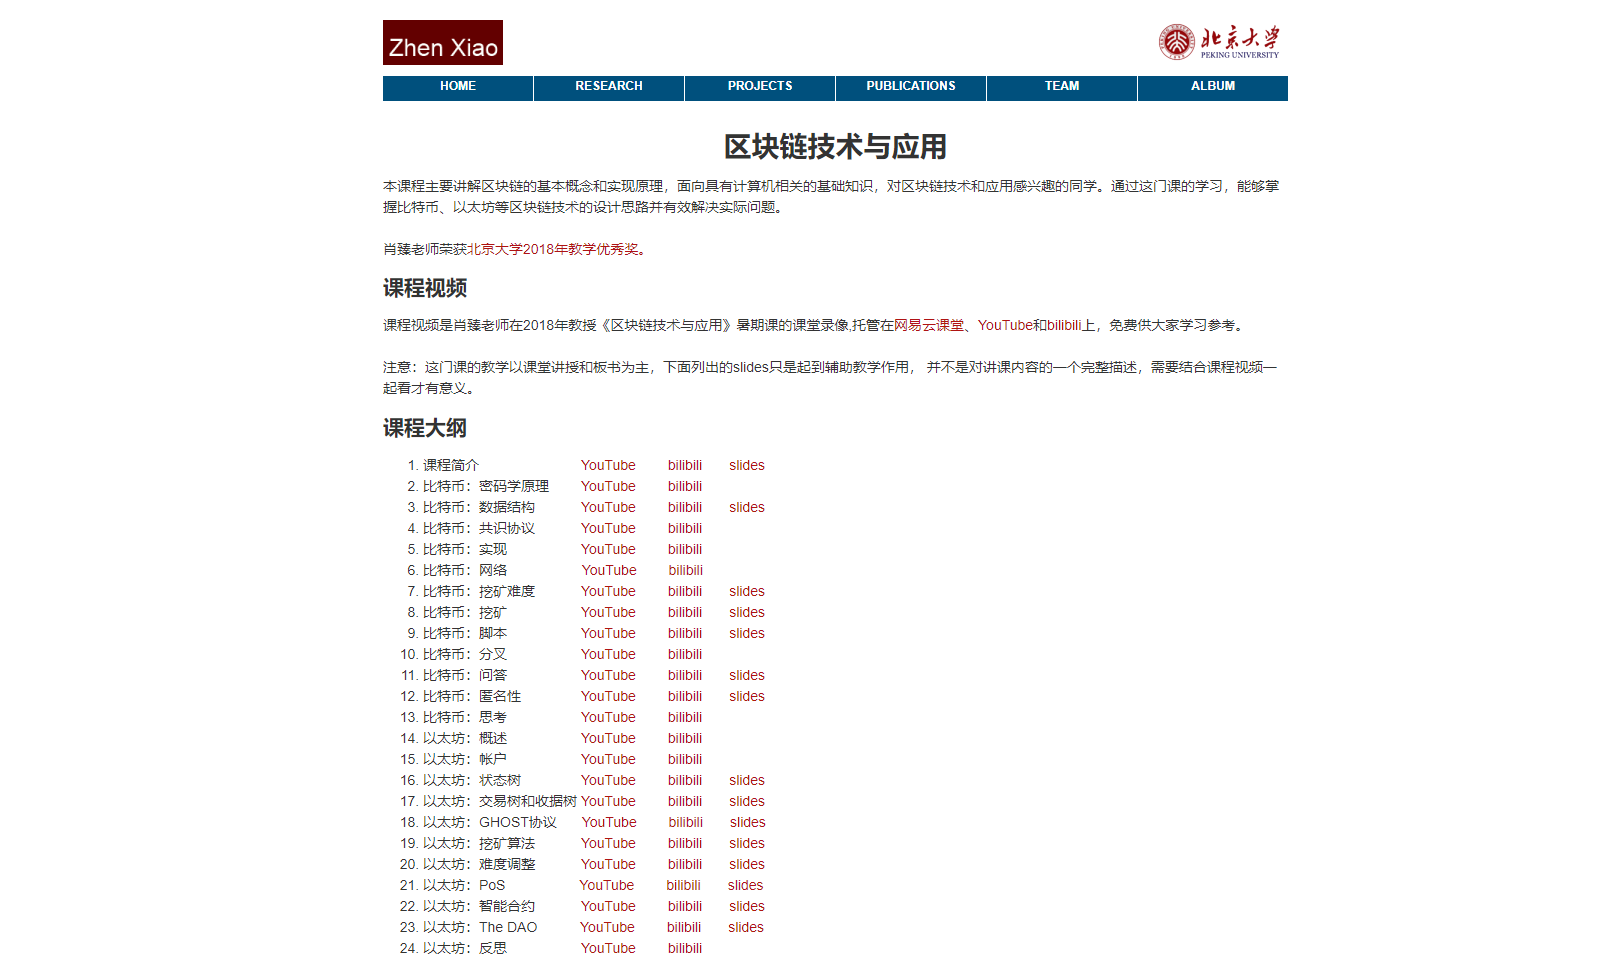 Zhen Xiao
北京大学
PEKING UNIVERSITY
HOME RESEARCH PROJECTS PUBLICATIONS TEAM ALBUM
区块链技术与应用
本课程主要讲解区块链的基本概念和实现原理，面向具有计算机相关的基础知识，对区块链技术和应用感兴趣的同学。通过这门课的学习，能够掌
握比特币、以太坊等区块链技术的设计思路并有效解决实际问题。
肖臻老师荣获北京大学2018年教学优秀奖。
课程视频
课程视频是肖臻老师在2018年教授《区块链技术与应用》暑期课的课堂录像,托管在网易云课堂、YouTube和bilibili上，免费供大家学习参考。
注意：这门课的教学以课堂讲授和板书为主，下面列出的slides只是起到辅助教学作用， 并不是对讲课内容的一个完整描述，需要结合课程视频一
起看才有意义。
课程大纲
1. 课程简介 YouTube bilibili slides
2. 比特币：密码学原理 YouTube bilibili
3. 比特币：数据结构 YouTube bilibili slides
4. 比特币：共识协议 YouTube bilibili
5. 比特币：实现 YouTube bilibili
6. 比特币：网络 YouTube bilibili
7. 比特币：挖矿难度 YouTube bilibili slides
8. 比特币：挖矿 YouTube bilibili slides
9. 比特币：脚本 YouTube bilibili slides
10. 比特币：分叉 YouTube bilibili
11. 比特币：问答 YouTube bilibili slides
12. 比特币：匿名性 YouTube bilibili slides
13. 比特币：思考 YouTube bilibili
14. 以太坊：概述 YouTube bilibili
15. 以太坊：帐户 YouTube bilibili
16. 以太坊：状态树 YouTube bilibili slides
17. 以太坊：交易树和收据树 YouTube bilibili slides
18. 以太坊：GHOST协议 YouTube bilibili slides
19. 以太坊：挖矿算法 YouTube bilibili slides
20. 以太坊：难度调整 YouTube bilibili slides
21. 以太坊：PoS YouTube bilibili slides
22. 以太坊：智能合约 YouTube bilibili slides
23. 以太坊：The DAO YouTube bilibili slides
24. 以太坊：反思 YouTube bilibili